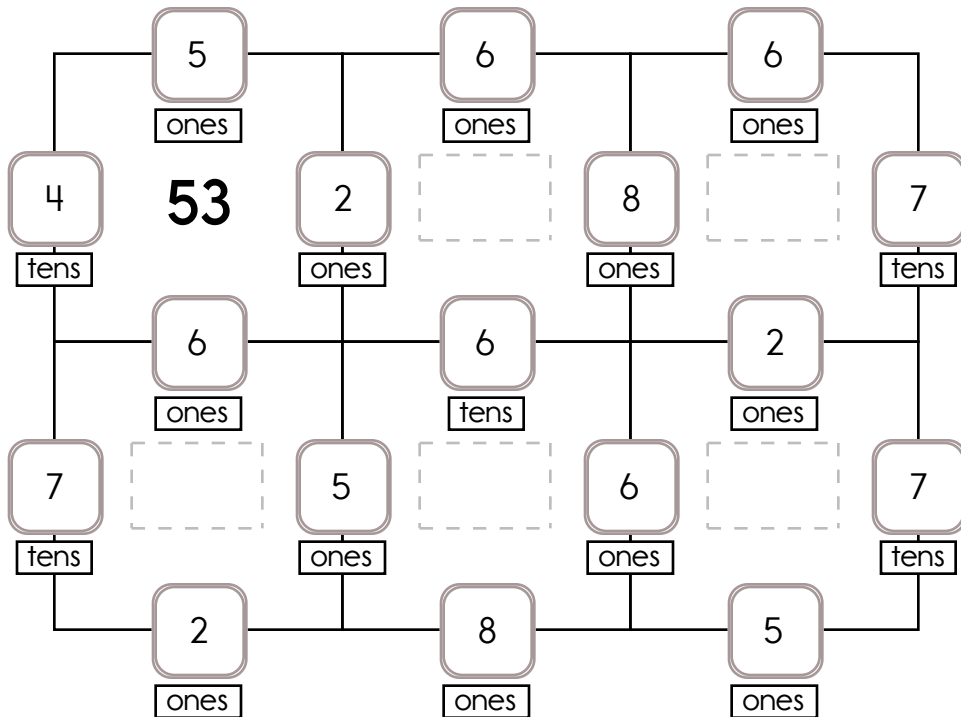 5 6 6
ones ones ones
4 53 2 8 7
tens ones ones tens
6 6 2
ones tens ones
7 5 6 7
tens ones ones tens
2 8 5
ones ones ones